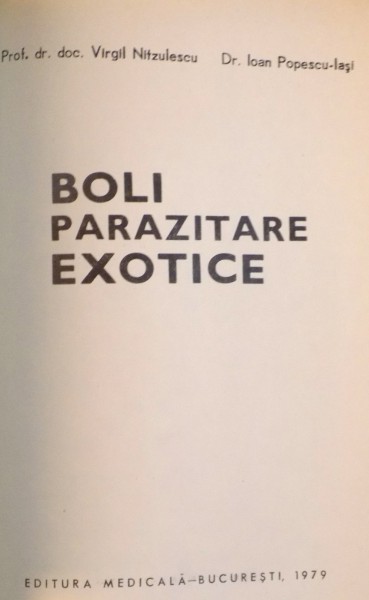 Prof. dr. doc. Virgil Nitzulescu Dr. Ioan Popescu-Iași
BOLI
PARAZITARE
EXOTICE
EDITURA MEDICALĂ–BUCUREȘTI, 1979